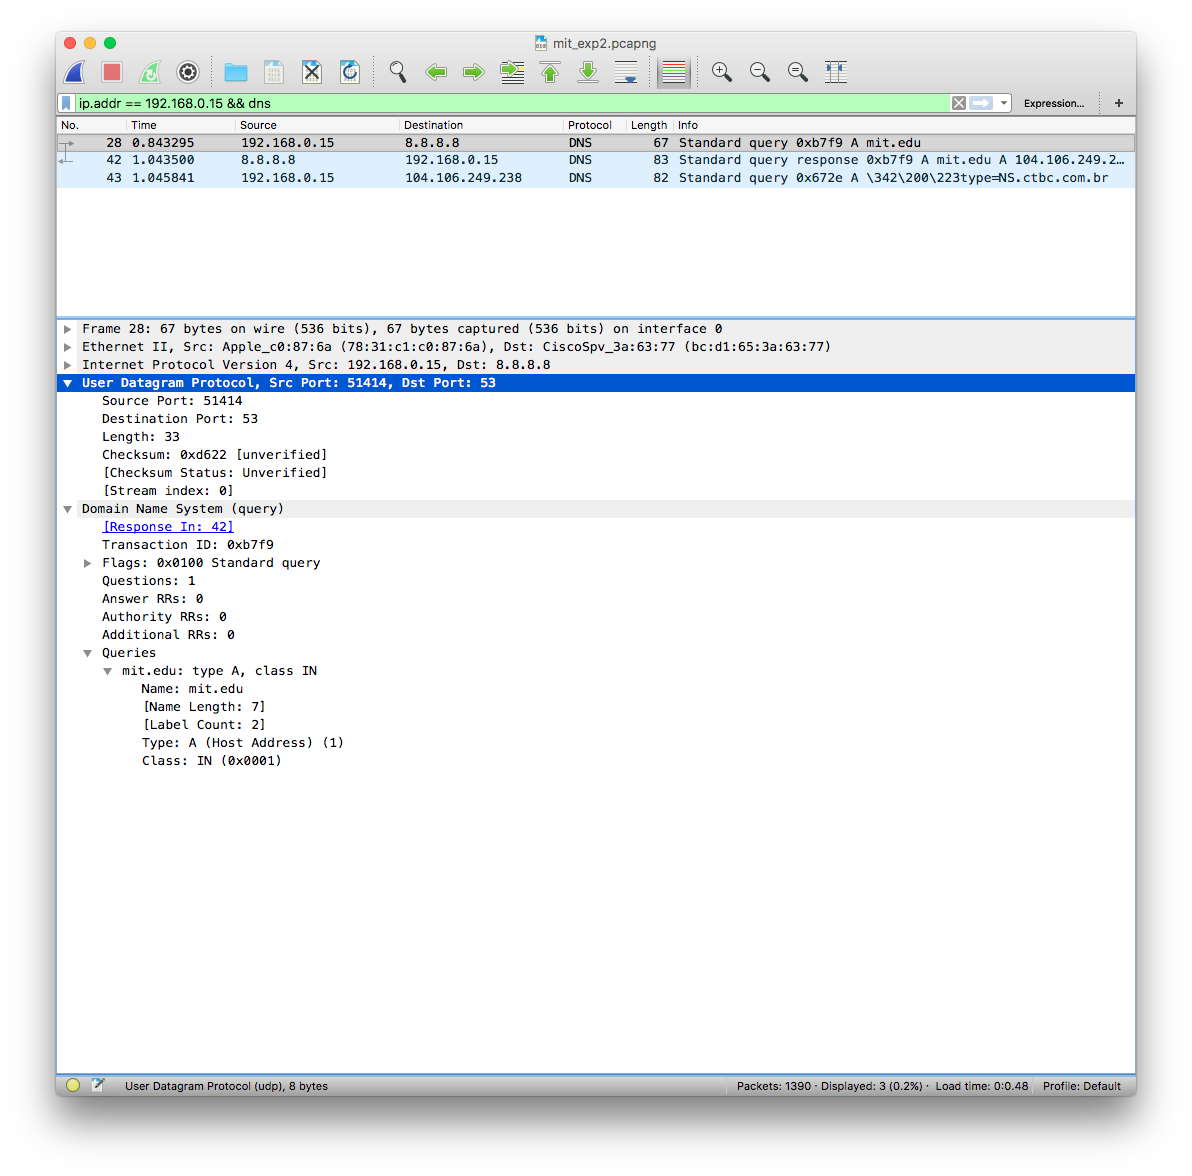 mit_exp2.pcapng
ip.addr == 192.168.0.15 && dns
Expression...
+
No. Time Source Destination Protocol Length Info
28 0.843295 192.168.0.15 8.8.8.8 DNS 67 Standard query 0xb7f9 A mit.edu
42 1.043500 8.8.8.8 192.168.0.15 DNS 83 Standard query response 0xb7f9 A mit.edu A 104.106.249.2...
43 1.045841 192.168.0.15 104.106.249.238 DNS 82 Standard query 0x672e A \342\200\223type=NS.ctbc.com.br
Frame 28: 67 bytes on wire (536 bits), 67 bytes captured (536 bits) on interface 0
Ethernet II, Src: Apple_c0:87:6a (78:31:c1:c0:87:6a), Dst: CiscoSpv_3a:63:77 (bc:d1:65:3a:63:77)
Internet Protocol Version 4, Src: 192.168.0.15, Dst: 8.8.8.8
User Datagram Protocol, Src Port: 51414, Dst Port: 53
Source Port: 51414
Destination Port: 53
Length: 33
Checksum: 0xd622 [unverified]
[Checksum Status: Unverified]
[Stream index: 0]
Domain Name System (query)
[Response In: 42]
Transaction ID: 0xb7f9
Flags: 0x0100 Standard query
Questions: 1
Answer RRs: 0
Authority RRs: 0
Additional RRs: 0
Queries
mit.edu: type A, class IN
Name: mit.edu
[Name Length: 7]
[Label Count: 2]
Type: A (Host Address) (1)
Class: IN (0x0001)
User Datagram Protocol (udp), 8 bytes
Packets: 1390 · Displayed: 3 (0.2%) · Load time: 0:0.48
Profile: Default